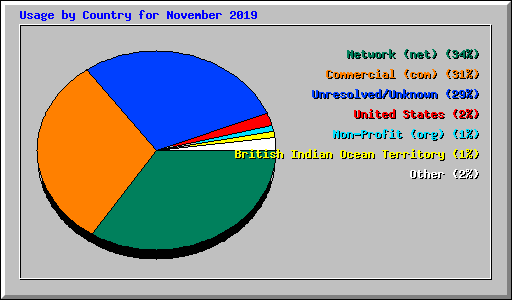 Usage by Country for November 2019
Network (net) (34%)
Commercial (com) (31%)
Unresolved/Unknown (29%)
United States (2%)
Non-Profit (org) (1%)
British Indian Ocean Territory (1%)
Other (2%)